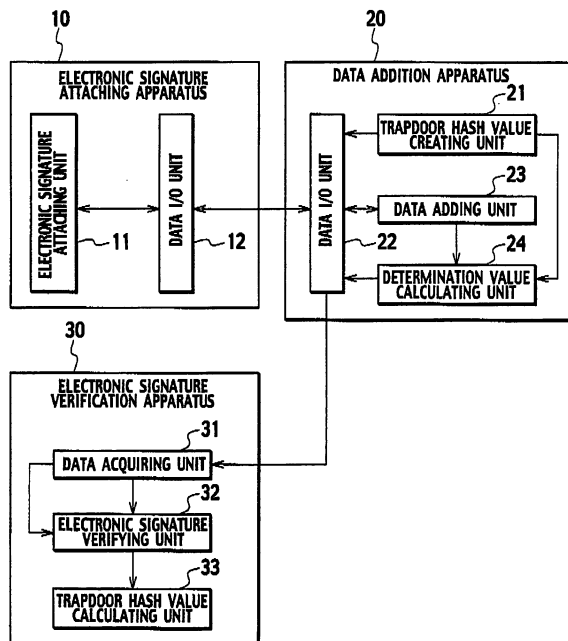 10
ELECTRONIC SIGNATURE
ATTACHING APPARATUS
ELECTRONIC SIGNATURE
ATTACHING UNIT
11
DATA I/O UNIT
12
20
DATA ADDITION APPARATUS
21
TRAPDOOR HASH VALUE
CREATING UNIT
DATA I/O UNIT
22
23
DATA ADDING UNIT
24
DETERMINATION VALUE
CALCULATING UNIT
30
ELECTRONIC SIGNATURE
VERIFICATION APPARATUS
31
DATA ACQUIRING UNIT
32
ELECTRONIC SIGNATURE
VERIFYING UNIT
33
TRAPDOOR HASH VALUE
CALCULATING UNIT